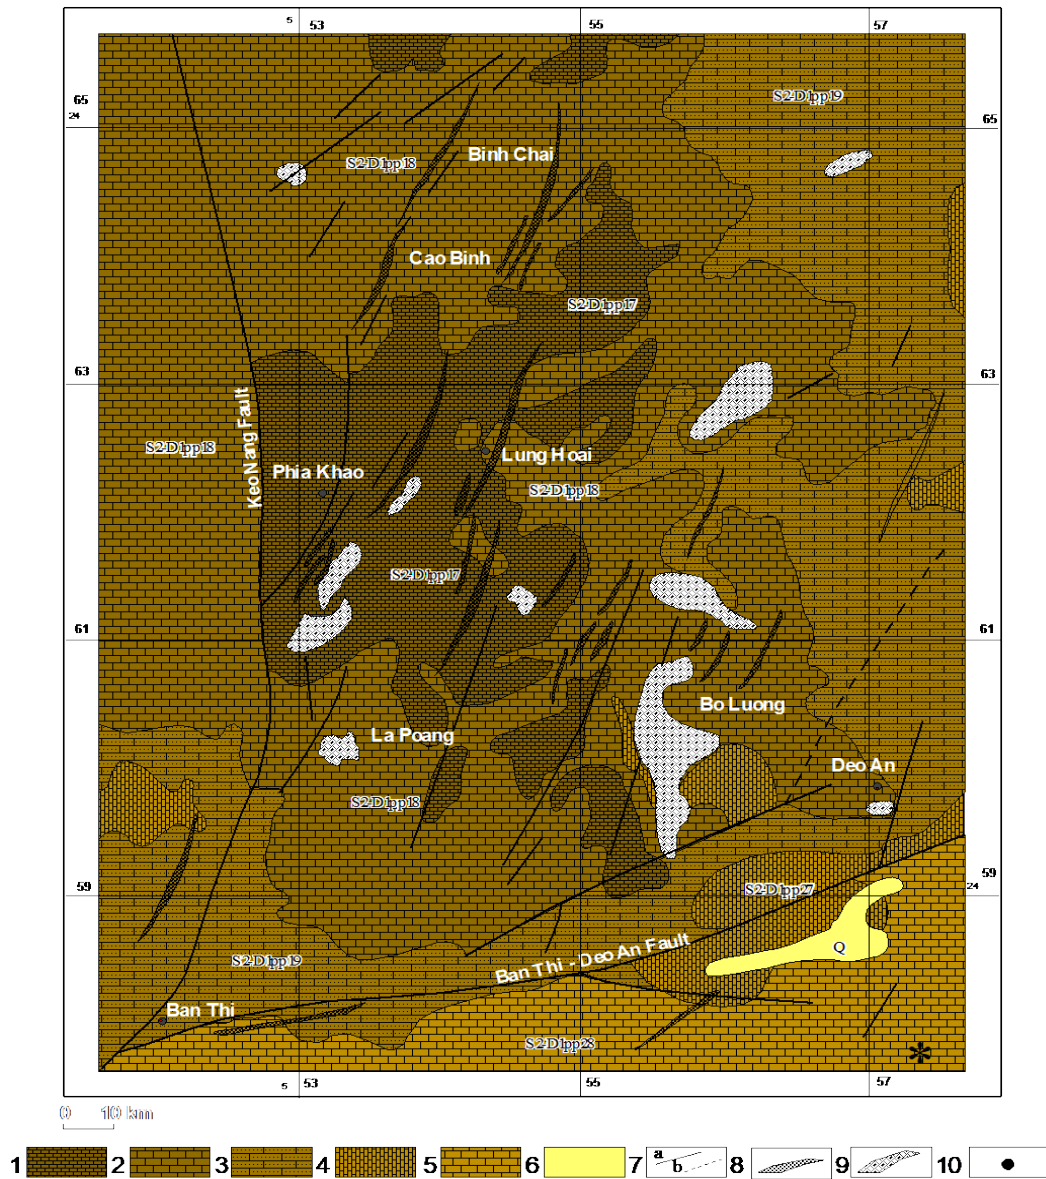 5 53 55 57
65
24
S2-D1pp19
65
Binh Chai
S2-D1pp18
Cao Binh
S2-D1pp17
63 63
Keo Nang Fault
S2-D1pp18
Lung Hoai
Phia Khao
S2-D1pp18
S2-D1pp17
61 61
Bo Luong
La Poang
Deo An
S2-D1pp18
59 59
24
S2-D1pp27
Q
Ban Thi - Deo An Fault
S2-D1pp19
Ban Thi
S2-D1pp28
*
5 53 55 57
0 10 km
1 2 3 4 5 6 7 a b 8 9 10